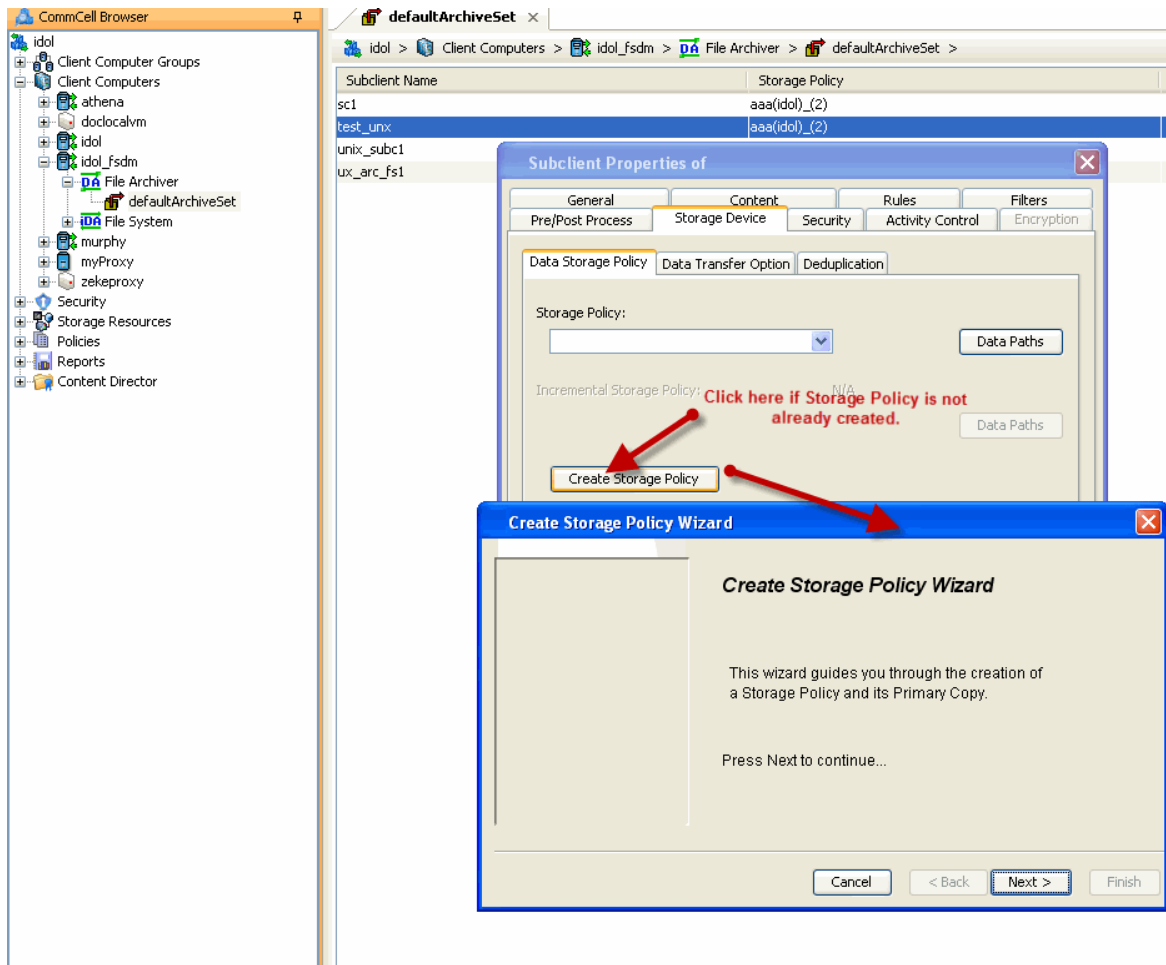 CommCell Browser
idol
Client Computer Groups
Client Computers
athena
doclocalvm
idol
idol_fsdm
DA File Archiver
defaultArchiveSet
iDA File System
murphy
myProxy
zekeproxy
Security
Storage Resources
Policies
Reports
Content Director
defaultArchiveSet ×
idol > Client Computers > idol_fsdm > DA File Archiver > defaultArchiveSet >
Subclient Name Storage Policy
sc1 aaa(idol)_(2)
test_unx aaa(idol)_(2)
unix_subc1
ux_arc_fs1
Subclient Properties of
General Content Rules Filters
Pre/Post Process Storage Device Security Activity Control Encryption
Data Storage Policy Data Transfer Option Deduplication
Storage Policy:
Data Paths
Incremental Storage Policy: N/A
Click here if Storage Policy is not
already created.
Data Paths
Create Storage Policy
Create Storage Policy Wizard
Create Storage Policy Wizard
This wizard guides you through the creation of
a Storage Policy and its Primary Copy.
Press Next to continue...
Cancel < Back Next > Finish